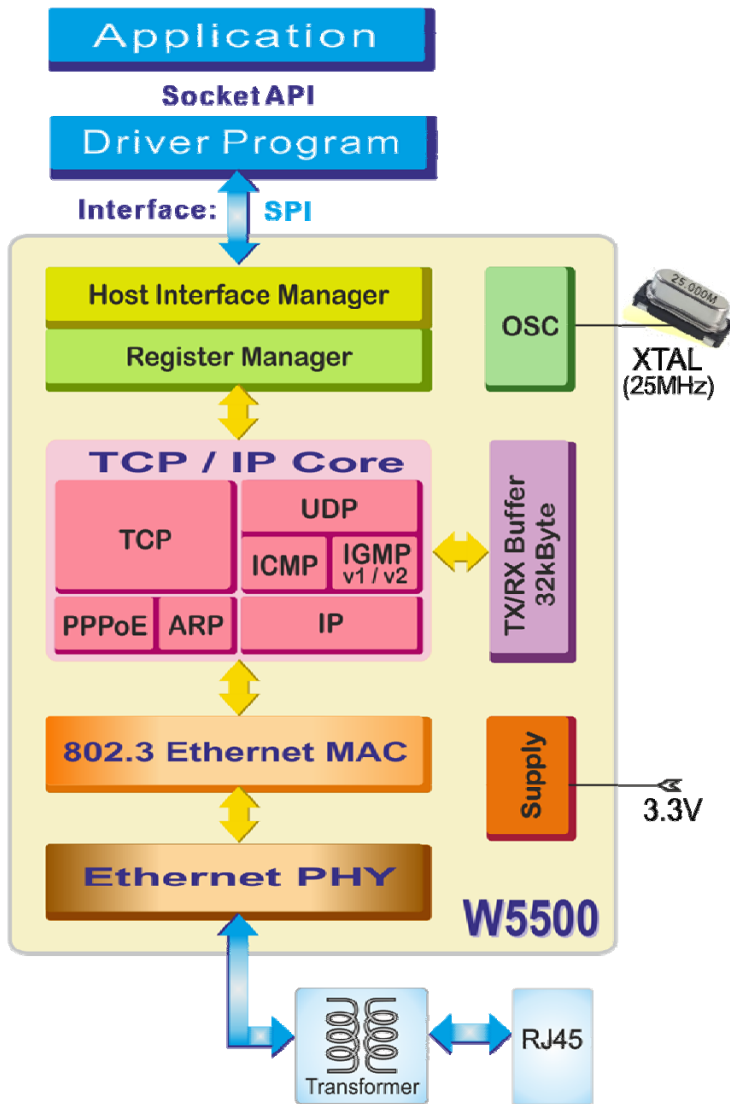 Application
Socket API
Driver Program
Interface: SPI
Host Interface Manager
Register Manager
OSC
25.000M
XTAL
(25MHz)
TCP / IP Core
TCP
UDP
ICMP
IGMP
v1 / v2
PPPoE
ARP
IP
TX/RX Buffer
32kByte
802.3 Ethernet MAC
Supply
3.3V
Ethernet PHY
W5500
Transformer
RJ45